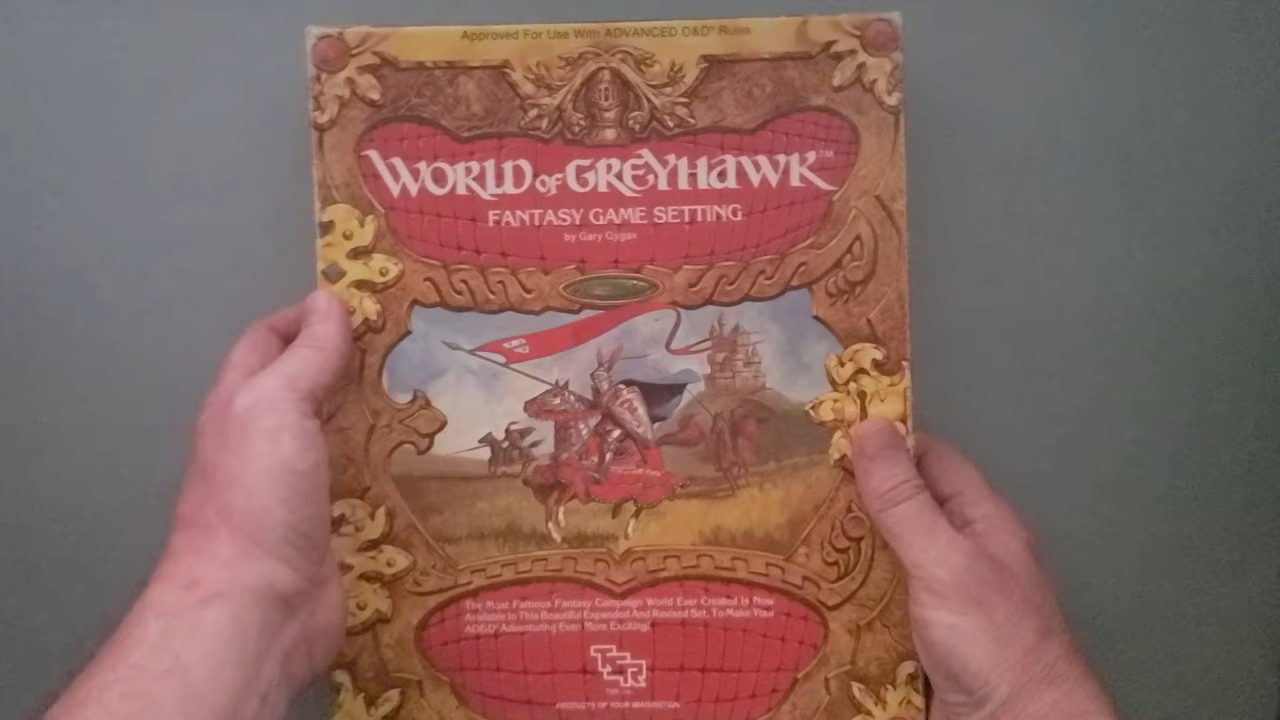 Approved For Use With ADVANCED D&D® Rules
WORLD OF GREYHAWK™
FANTASY GAME SETTING
by Gary Gygax
The Most Famous Fantasy Campaign World Ever Created Is Now
Available In This Beautiful Expanded And Revised Set, To Make Your
AD&D® Adventuring Even More Exciting!
TSR
PRODUCTS OF YOUR IMAGINATION